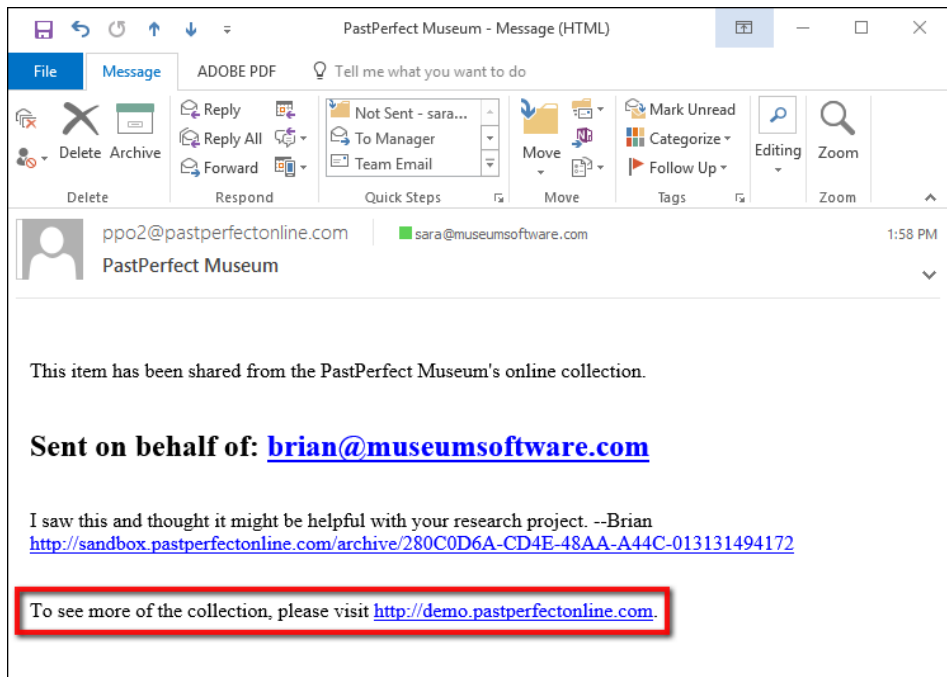 PastPerfect Museum - Message (HTML)
File Message ADOBE PDF Tell me what you want to do
Delete Archive
Reply
Reply All
Forward
Not Sent - sara...
To Manager
Team Email
Move
Mark Unread
Categorize
Follow Up
Editing
Zoom
Delete Respond Quick Steps Move Tags Zoom
ppo2@pastperfectonline.com sara@museumsoftware.com 1:58 PM
PastPerfect Museum
This item has been shared from the PastPerfect Museum's online collection.
Sent on behalf of: brian@museumsoftware.com
I saw this and thought it might be helpful with your research project. --Brian
http://sandbox.pastperfectonline.com/archive/280C0D6A-CD4E-48AA-A44C-013131494172
To see more of the collection, please visit http://demo.pastperfectonline.com.